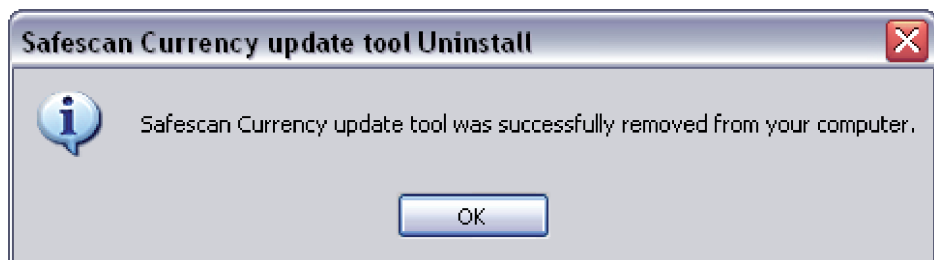 Safescan Currency update tool Uninstall
Safescan Currency update tool was successfully removed from your computer.
OK